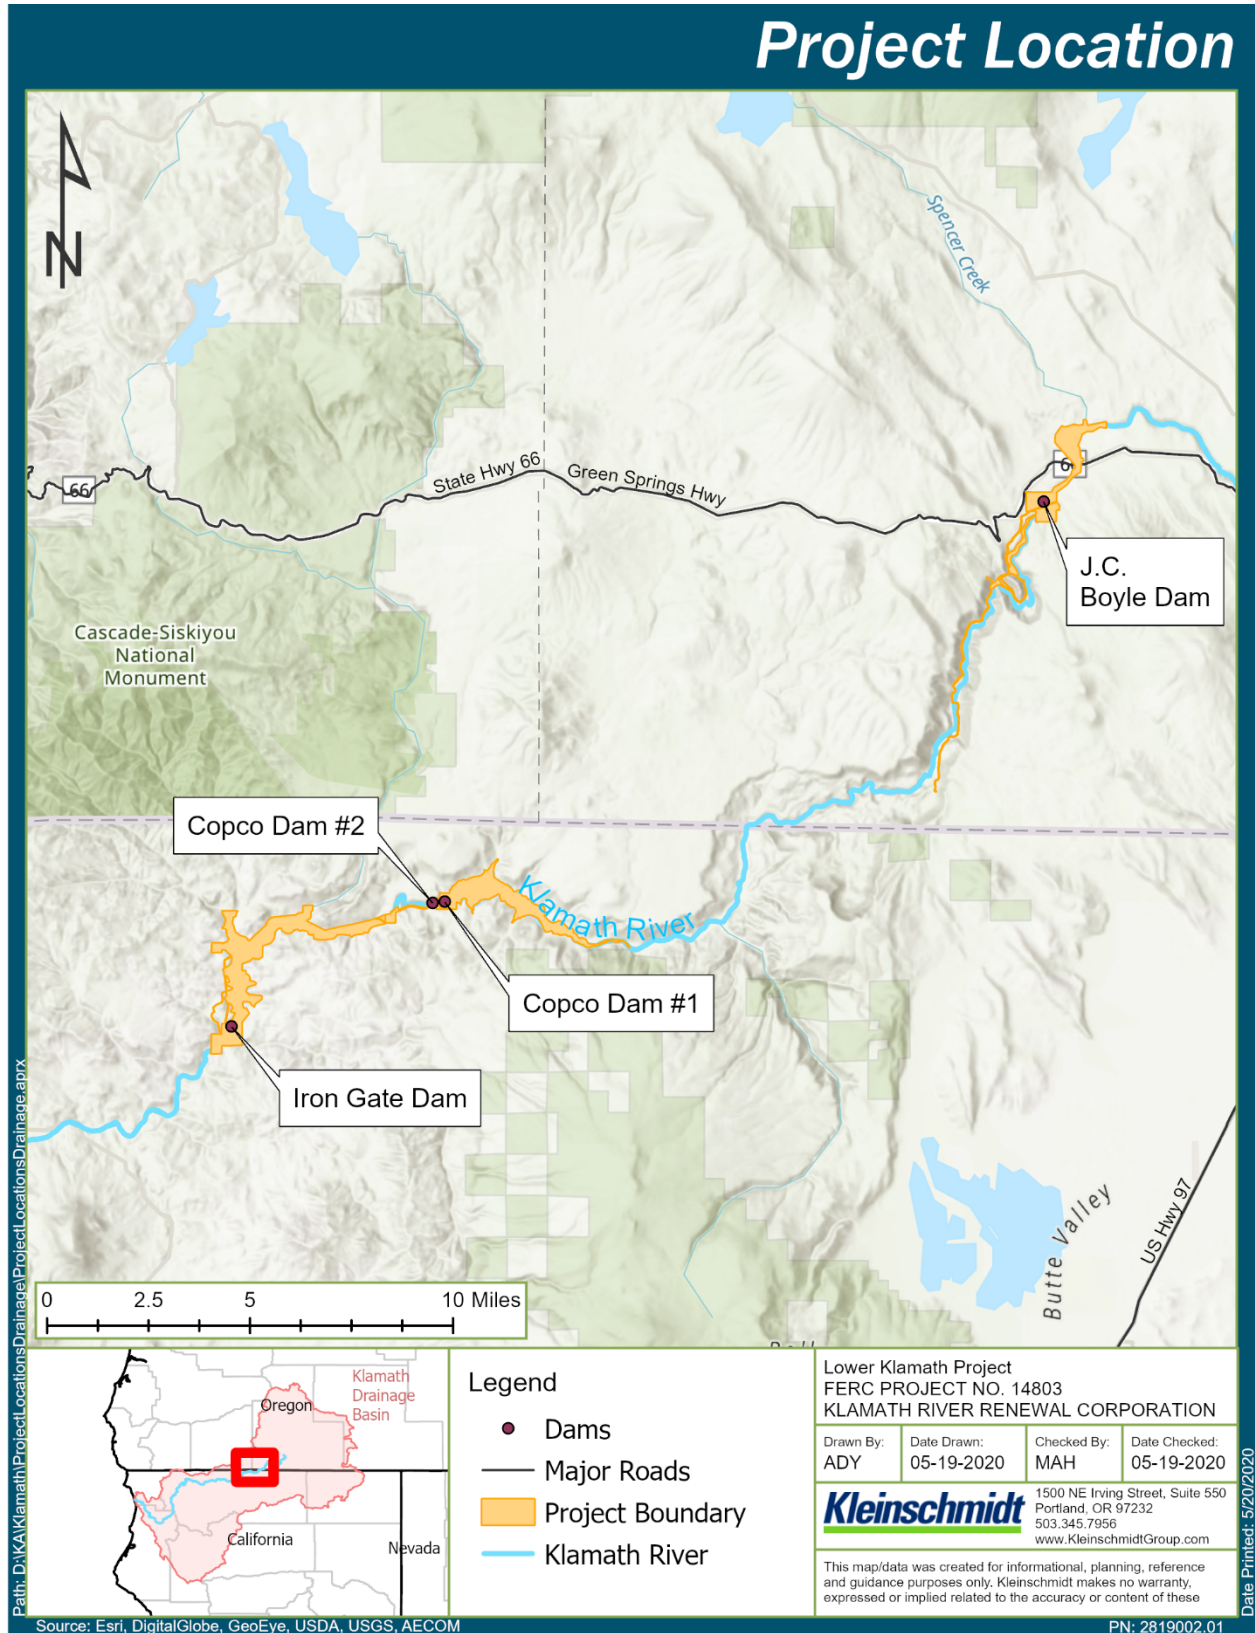 Project Location
N
Spencer Creek
66
State Hwy 66
Green Springs Hwy
6
J.C.
Boyle Dam
Cascade-Siskiyou
National
Monument
Copco Dam #2
Klamath River
Copco Dam #1
Iron Gate Dam
Butte Valley
US Hwy 97
0 2.5 5 10 Miles
Klamath
Drainage
Basin
Oregon
California
Nevada
Legend
Dams
Major Roads
Project Boundary
Klamath River
Lower Klamath Project
FERC PROJECT NO. 14803
KLAMATH RIVER RENEWAL CORPORATION
Drawn By:
ADY
Date Drawn:
05-19-2020
Checked By:
MAH
Date Checked:
05-19-2020
Kleinschmidt
1500 NE Irving Street, Suite 550
Portland, OR 97232
503.345.7956
www.KleinschmidtGroup.com
This map/data was created for informational, planning, reference
and guidance purposes only. Kleinschmidt makes no warranty,
expressed or implied related to the accuracy or content of these
Path: D:\KA\Klamath\ProjectLocationsDrainage\ProjectLocationsDrainage.aprx
Date Printed: 5/20/2020
Source: Esri, DigitalGlobe, GeoEye, USDA, USGS, AECOM
PN: 2819002.01